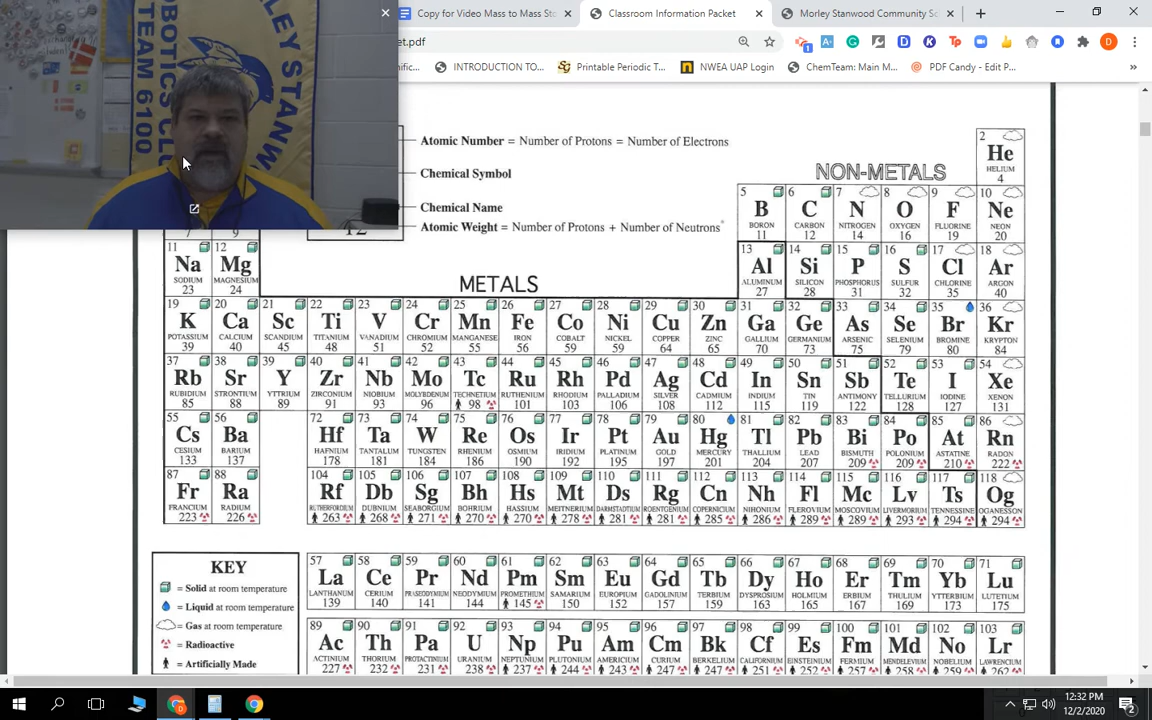 Copy for Video Mass to Mass Sto
Classroom Information Packet
Morley Stanwood Community Sc
et.pdf
INTRODUCTION TO...
Printable Periodic T...
NWEA UAP Login
ChemTeam: Main M...
PDF Candy - Edit P...
»
TEAM 6100
OBOTICS CLU
RLEY STANW
Atomic Number = Number of Protons = Number of Electrons
Chemical Symbol
Chemical Name
Atomic Weight = Number of Protons + Number of Neutrons*
NON-METALS
METALS
2
He
HELIUM
4
5 6 7 8 9 10
B C N O F Ne
BORON CARBON NITROGEN OXYGEN FLUORINE NEON
11 12 14 16 19 20
11 12 13 14 15 16 17 18
Na Mg Al Si P S Cl Ar
SODIUM MAGNESIUM ALUMINUM SILICON PHOSPHORUS SULFUR CHLORINE ARGON
23 24 27 28 31 32 35 40
19 20 21 22 23 24 25 26 27 28 29 30 31 32 33 34 35 36
K Ca Sc Ti V Cr Mn Fe Co Ni Cu Zn Ga Ge As Se Br Kr
POTASSIUM CALCIUM SCANDIUM TITANIUM VANADIUM CHROMIUM MANGANESE IRON COBALT NICKEL COPPER ZINC GALLIUM GERMANIUM ARSENIC SELENIUM BROMINE KRYPTON
39 40 45 48 51 52 55 56 59 59 64 65 70 73 75 79 80 84
37 38 39 40 41 42 43 44 45 46 47 48 49 50 51 52 53 54
Rb Sr Y Zr Nb Mo Tc Ru Rh Pd Ag Cd In Sn Sb Te I Xe
RUBIDIUM STRONTIUM YTTRIUM ZIRCONIUM NIOBIUM MOLYBDENUM TECHNETIUM RUTHENIUM RHODIUM PALLADIUM SILVER CADMIUM INDIUM TIN ANTIMONY TELLURIUM IODINE XENON
85 88 89 91 93 96 98 101 103 106 108 112 115 119 122 128 127 131
55 56 72 73 74 75 76 77 78 79 80 81 82 83 84 85 86
Cs Ba Hf Ta W Re Os Ir Pt Au Hg Tl Pb Bi Po At Rn
CESIUM BARIUM HAFNIUM TANTALUM TUNGSTEN RHENIUM OSMIUM IRIDIUM PLATINUM GOLD MERCURY THALLIUM LEAD BISMUTH POLONIUM ASTATINE RADON
133 137 178 181 184 186 190 192 195 197 201 204 207 209 209 210 222
87 88 104 105 106 107 108 109 110 111 112 113 114 115 116 117 118
Fr Ra Rf Db Sg Bh Hs Mt Ds Rg Cn Nh Fl Mc Lv Ts Og
FRANCIUM RADIUM RUTHERFORDIUM DUBNIUM SEABORGIUM BOHRIUM HASSIUM MEITNERIUM DARMSTADTIUM ROENTGENIUM COPERNICIUM NIHONIUM FLEROVIUM MOSCOVIUM LIVERMORIUM TENNESSINE OGANESSON
223 226 263 268 271 270 270 278 281 281 285 286 289 289 293 294 294
KEY
= Solid at room temperature
= Liquid at room temperature
= Gas at room temperature
= Radioactive
= Artificially Made
57 58 59 60 61 62 63 64 65 66 67 68 69 70 71
La Ce Pr Nd Pm Sm Eu Gd Tb Dy Ho Er Tm Yb Lu
LANTHANUM CERIUM PRASEODYMIUM NEODYMIUM PROMETHIUM SAMARIUM EUROPIUM GADOLINIUM TERBIUM DYSPROSIUM HOLMIUM ERBIUM THULIUM YTTERBIUM LUTETIUM
139 140 141 144 145 150 152 157 159 163 165 167 169 173 175
89 90 91 92 93 94 95 96 97 98 99 100 101 102 103
Ac Th Pa U Np Pu Am Cm Bk Cf Es Fm Md No Lr
ACTINIUM THORIUM PROTACTINIUM URANIUM NEPTUNIUM PLUTONIUM AMERICIUM CURIUM BERKELIUM CALIFORNIUM EINSTEINIUM FERMIUM MENDELEVIUM NOBELIUM LAWRENCIUM
227 232 231 238 237 244 243 247 247 251 252 257 258 259 262
12:32 PM
12/2/2020